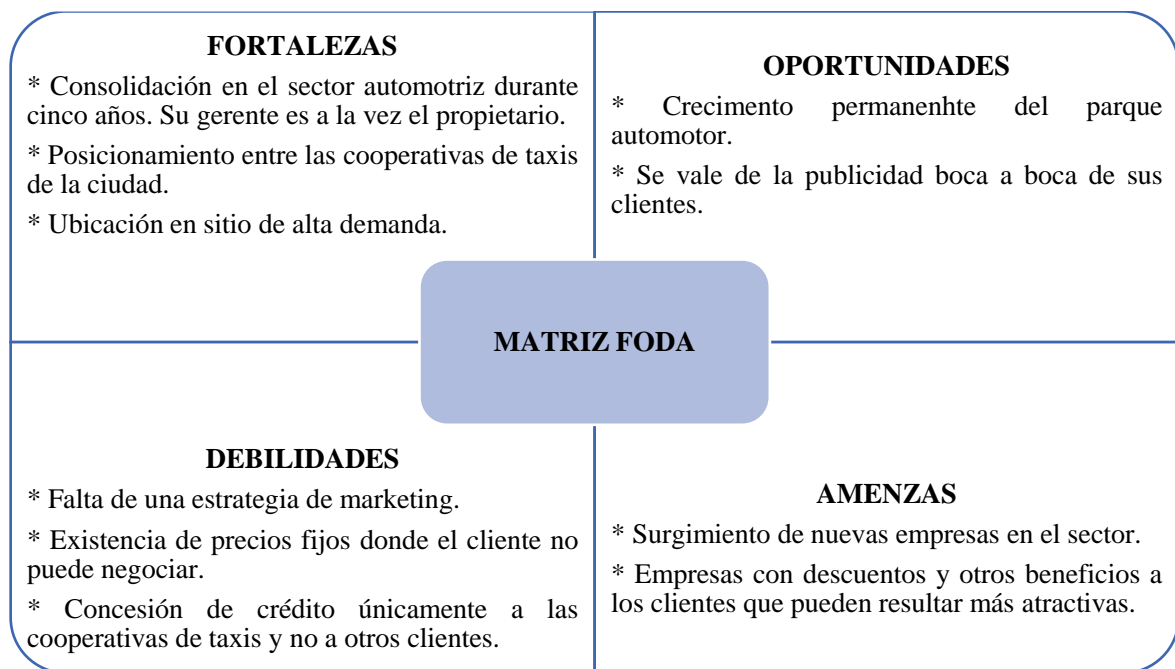 FORTALEZAS
* Consolidación en el sector automotriz durante
cinco años. Su gerente es a la vez el propietario.
* Posicionamiento entre las cooperativas de taxis
de la ciudad.
* Ubicación en sitio de alta demanda.
OPORTUNIDADES
* Crecimento permanenhte del parque
automotor.
* Se vale de la publicidad boca a boca de sus
clientes.
MATRIZ FODA
DEBILIDADES
* Falta de una estrategia de marketing.
* Existencia de precios fijos donde el cliente no
puede negociar.
* Concesión de crédito únicamente a las
cooperativas de taxis y no a otros clientes.
AMENZAS
* Surgimiento de nuevas empresas en el sector.
* Empresas con descuentos y otros beneficios a
los clientes que pueden resultar más atractivas.